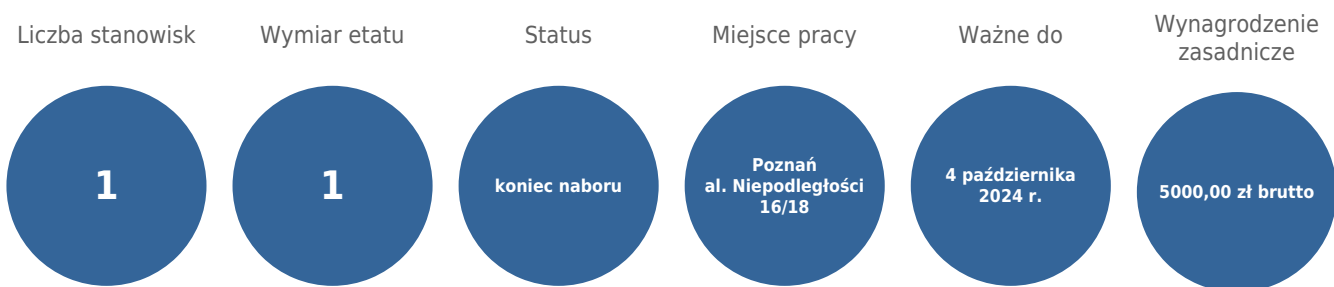 Liczba stanowisk
1
Wymiar etatu
1
Status
koniec naboru
Miejsce pracy
Poznań
al. Niepodległości
16/18
Ważne do
4 października
2024 r.
Wynagrodzenie
zasadnicze
5000,00 zł brutto